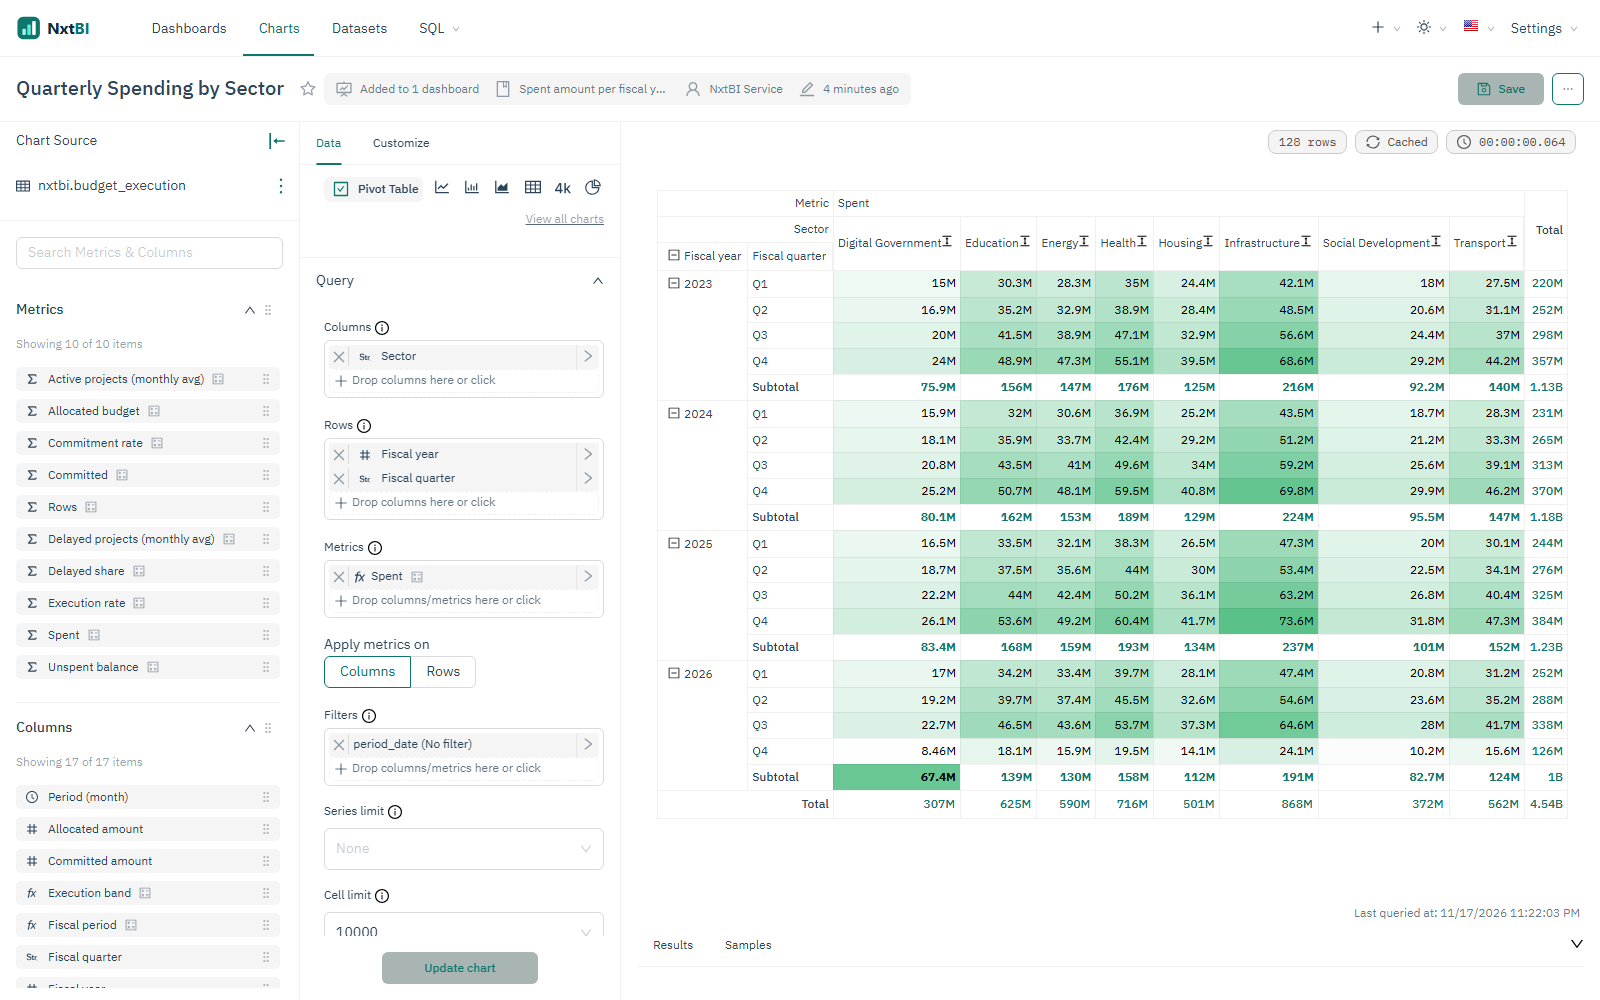 NxtBI
Dashboards
Charts
Datasets
SQL
Settings
Quarterly Spending by Sector
Added to 1 dashboard
Spent amount per fiscal y...
NxtBI Service
4 minutes ago
Save
Chart Source
nxtbi.budget_execution
Search Metrics & Columns
Metrics
Showing 10 of 10 items
Active projects (monthly avg)
Allocated budget
Commitment rate
Committed
Rows
Delayed projects (monthly avg)
Delayed share
Execution rate
Spent
Unspent balance
Columns
Showing 17 of 17 items
Period (month)
Allocated amount
Committed amount
fx Execution band
fx Fiscal period
Str. Fiscal quarter
Data
Customize
Pivot Table
4k
View all charts
Query
Columns
Str. Sector
Drop columns here or click
Rows
# Fiscal year
Str. Fiscal quarter
Drop columns here or click
Metrics
fx Spent
Drop columns/metrics here or click
Apply metrics on
Columns Rows
Filters
period_date (No filter)
Drop columns/metrics here or click
Series limit
None
Cell limit
10000
Update chart
128 rows
Cached
00:00:00.064
Metric Spent
Sector Digital Government Education Energy Health Housing Infrastructure Social Development Transport Total
Fiscal year Fiscal quarter
2023 Q1 15M 30.3M 28.3M 35M 24.4M 42.1M 18M 27.5M 220M
Q2 16.9M 35.2M 32.9M 38.9M 28.4M 48.5M 20.6M 31.1M 252M
Q3 20M 41.5M 38.9M 47.1M 32.9M 56.6M 24.4M 37M 298M
Q4 24M 48.9M 47.3M 55.1M 39.5M 68.6M 29.2M 44.2M 357M
Subtotal 75.9M 156M 147M 176M 125M 216M 92.2M 140M 1.13B
2024 Q1 15.9M 32M 30.6M 36.9M 25.2M 43.5M 18.7M 28.3M 231M
Q2 18.1M 35.9M 33.7M 42.4M 29.2M 51.2M 21.2M 33.3M 265M
Q3 20.8M 43.5M 41M 49.6M 34M 59.2M 25.6M 39.1M 313M
Q4 25.2M 50.7M 48.1M 59.5M 40.8M 69.8M 29.9M 46.2M 370M
Subtotal 80.1M 162M 153M 189M 129M 224M 95.5M 147M 1.18B
2025 Q1 16.5M 33.5M 32.1M 38.3M 26.5M 47.3M 20M 30.1M 244M
Q2 18.7M 37.5M 35.6M 44M 30M 53.4M 22.5M 34.1M 276M
Q3 22.2M 44M 42.4M 50.2M 36.1M 63.2M 26.8M 40.4M 325M
Q4 26.1M 53.6M 49.2M 60.4M 41.7M 73.6M 31.8M 47.3M 384M
Subtotal 83.4M 168M 159M 193M 134M 237M 101M 152M 1.23B
2026 Q1 17M 34.2M 33.4M 39.7M 28.1M 47.4M 20.8M 31.2M 252M
Q2 19.2M 39.7M 37.4M 45.5M 32.6M 54.6M 23.6M 35.2M 288M
Q3 22.7M 46.5M 43.6M 53.7M 37.3M 64.6M 28M 41.7M 338M
Q4 8.46M 18.1M 15.9M 19.5M 14.1M 24.1M 10.2M 15.6M 126M
Subtotal 67.4M 139M 130M 158M 112M 191M 82.7M 124M 1B
Total 307M 625M 590M 716M 501M 868M 372M 562M 4.54B
Last queried at: 11/17/2026 11:22:03 PM
Results
Samples